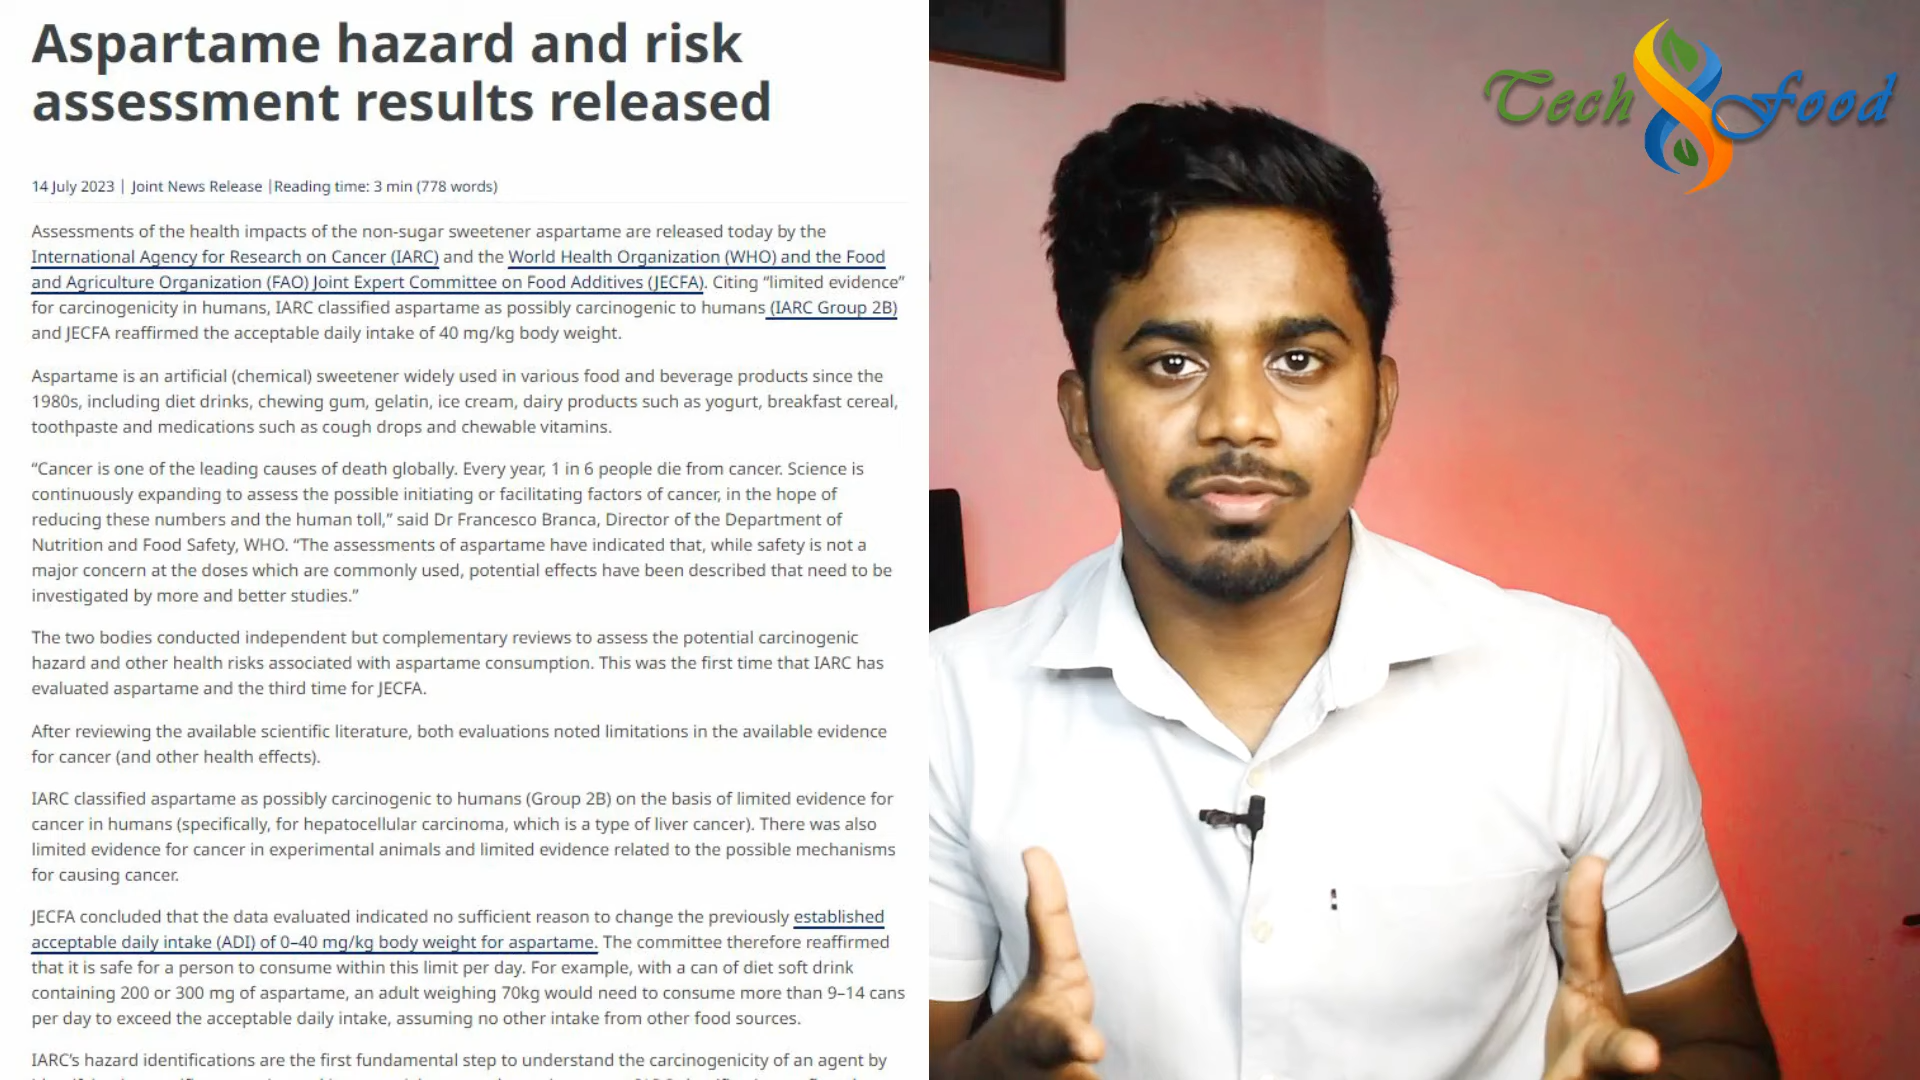 Aspartame hazard and risk
assessment results released
14 July 2023 | Joint News Release |Reading time: 3 min (778 words)
Assessments of the health impacts of the non-sugar sweetener aspartame are released today by the
International Agency for Research on Cancer (IARC) and the World Health Organization (WHO) and the Food
and Agriculture Organization (FAO) Joint Expert Committee on Food Additives (JECFA). Citing “limited evidence”
for carcinogenicity in humans, IARC classified aspartame as possibly carcinogenic to humans (IARC Group 2B)
and JECFA reaffirmed the acceptable daily intake of 40 mg/kg body weight.
Aspartame is an artificial (chemical) sweetener widely used in various food and beverage products since the
1980s, including diet drinks, chewing gum, gelatin, ice cream, dairy products such as yogurt, breakfast cereal,
toothpaste and medications such as cough drops and chewable vitamins.
“Cancer is one of the leading causes of death globally. Every year, 1 in 6 people die from cancer. Science is
continuously expanding to assess the possible initiating or facilitating factors of cancer, in the hope of
reducing these numbers and the human toll,” said Dr Francesco Branca, Director of the Department of
Nutrition and Food Safety, WHO. “The assessments of aspartame have indicated that, while safety is not a
major concern at the doses which are commonly used, potential effects have been described that need to be
investigated by more and better studies.”
The two bodies conducted independent but complementary reviews to assess the potential carcinogenic
hazard and other health risks associated with aspartame consumption. This was the first time that IARC has
evaluated aspartame and the third time for JECFA.
After reviewing the available scientific literature, both evaluations noted limitations in the available evidence
for cancer (and other health effects).
IARC classified aspartame as possibly carcinogenic to humans (Group 2B) on the basis of limited evidence for
cancer in humans (specifically, for hepatocellular carcinoma, which is a type of liver cancer). There was also
limited evidence for cancer in experimental animals and limited evidence related to the possible mechanisms
for causing cancer.
JECFA concluded that the data evaluated indicated no sufficient reason to change the previously established
acceptable daily intake (ADI) of 0–40 mg/kg body weight for aspartame. The committee therefore reaffirmed
that it is safe for a person to consume within this limit per day. For example, with a can of diet soft drink
containing 200 or 300 mg of aspartame, an adult weighing 70kg would need to consume more than 9–14 cans
per day to exceed the acceptable daily intake, assuming no other intake from other food sources.
IARC’s hazard identifications are the first fundamental step to understand the carcinogenicity of an agent by
Tech Food